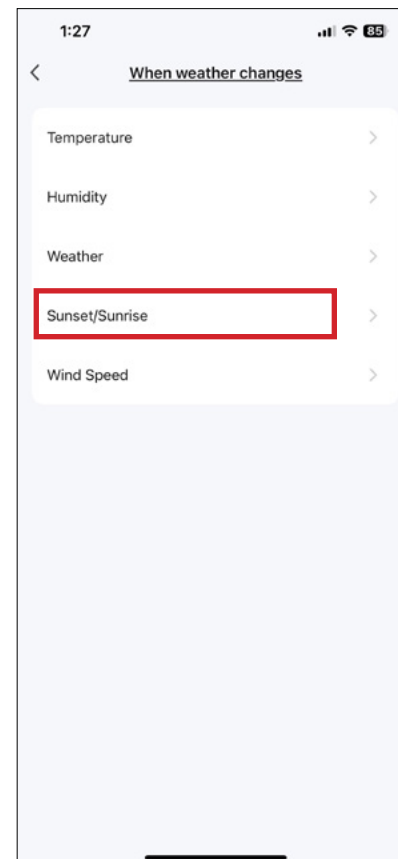 1:27 85
When weather changes
Temperature
Humidity
Weather
Sunset/Sunrise
Wind Speed